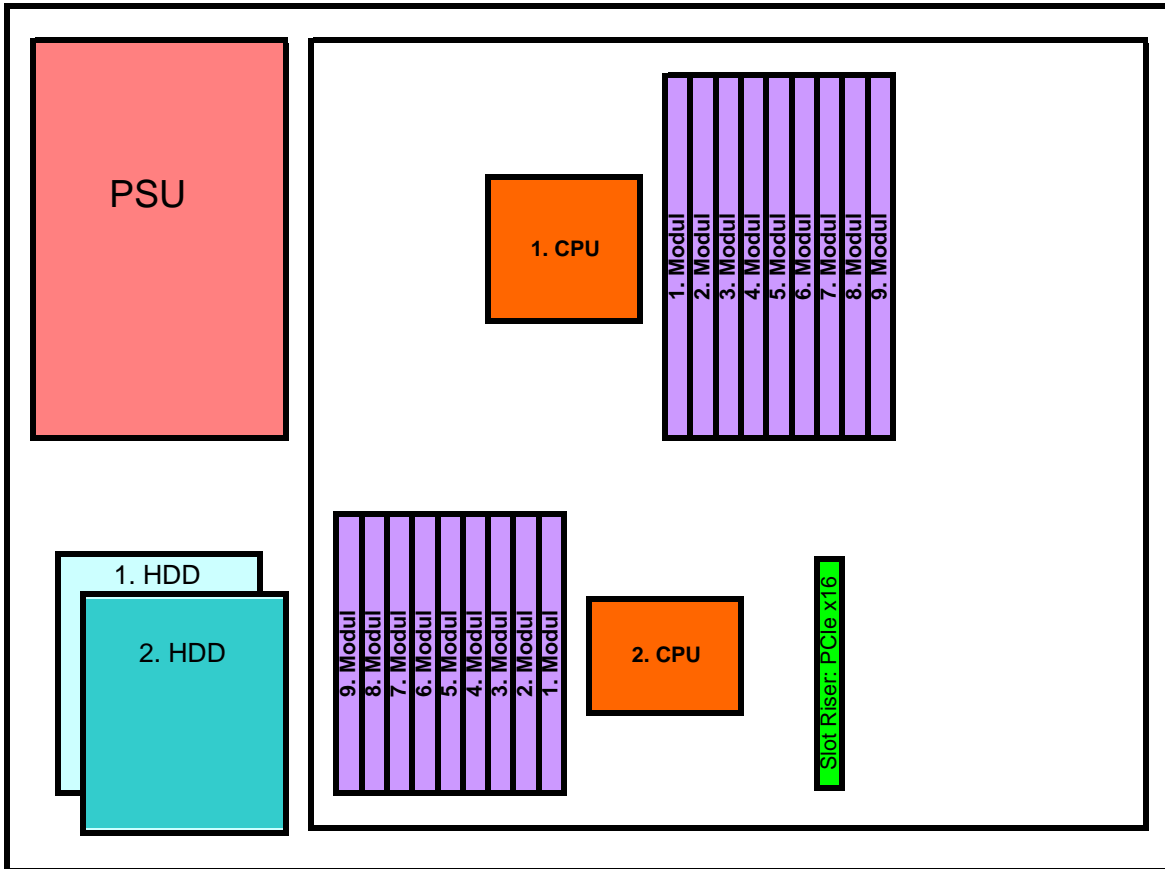 PSU
1. CPU
1. Modul
2. Modul
3. Modul
4. Modul
5. Modul
6. Modul
7. Modul
8. Modul
9. Modul
1. HDD
2. HDD
9. Modul
8. Modul
7. Modul
6. Modul
5. Modul
4. Modul
3. Modul
2. Modul
1. Modul
2. CPU
Slot Riser: PCIe x16